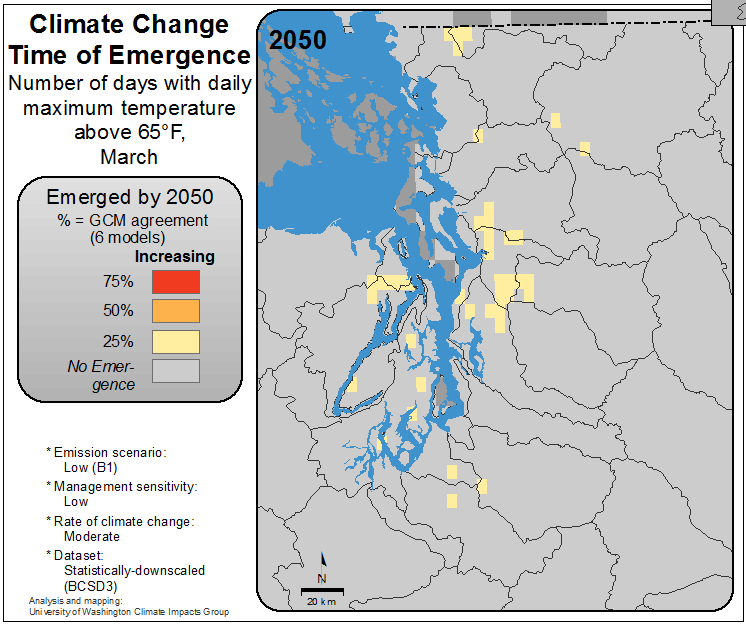 Climate Change
Time of Emergence
Number of days with daily
maximum temperature
above 65°F,
March
Emerged by 2050
% = GCM agreement
(6 models)
Increasing
75%
50%
25%
No Emer-
gence
* Emission scenario:
Low (B1)
* Management sensitivity:
Low
* Rate of climate change:
Moderate
* Dataset:
Statistically-downscaled
(BCSD3)
Analysis and mapping:
University of Washington Climate Impacts Group
2050
N
20 km